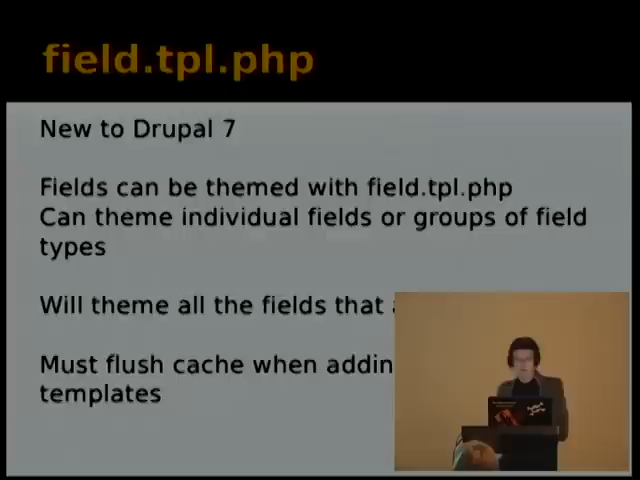 field.tpl.php
New to Drupal 7
Fields can be themed with field.tpl.php
Can theme individual fields or groups of field
types
Will theme all the fields that
Must flush cache when addin
templates